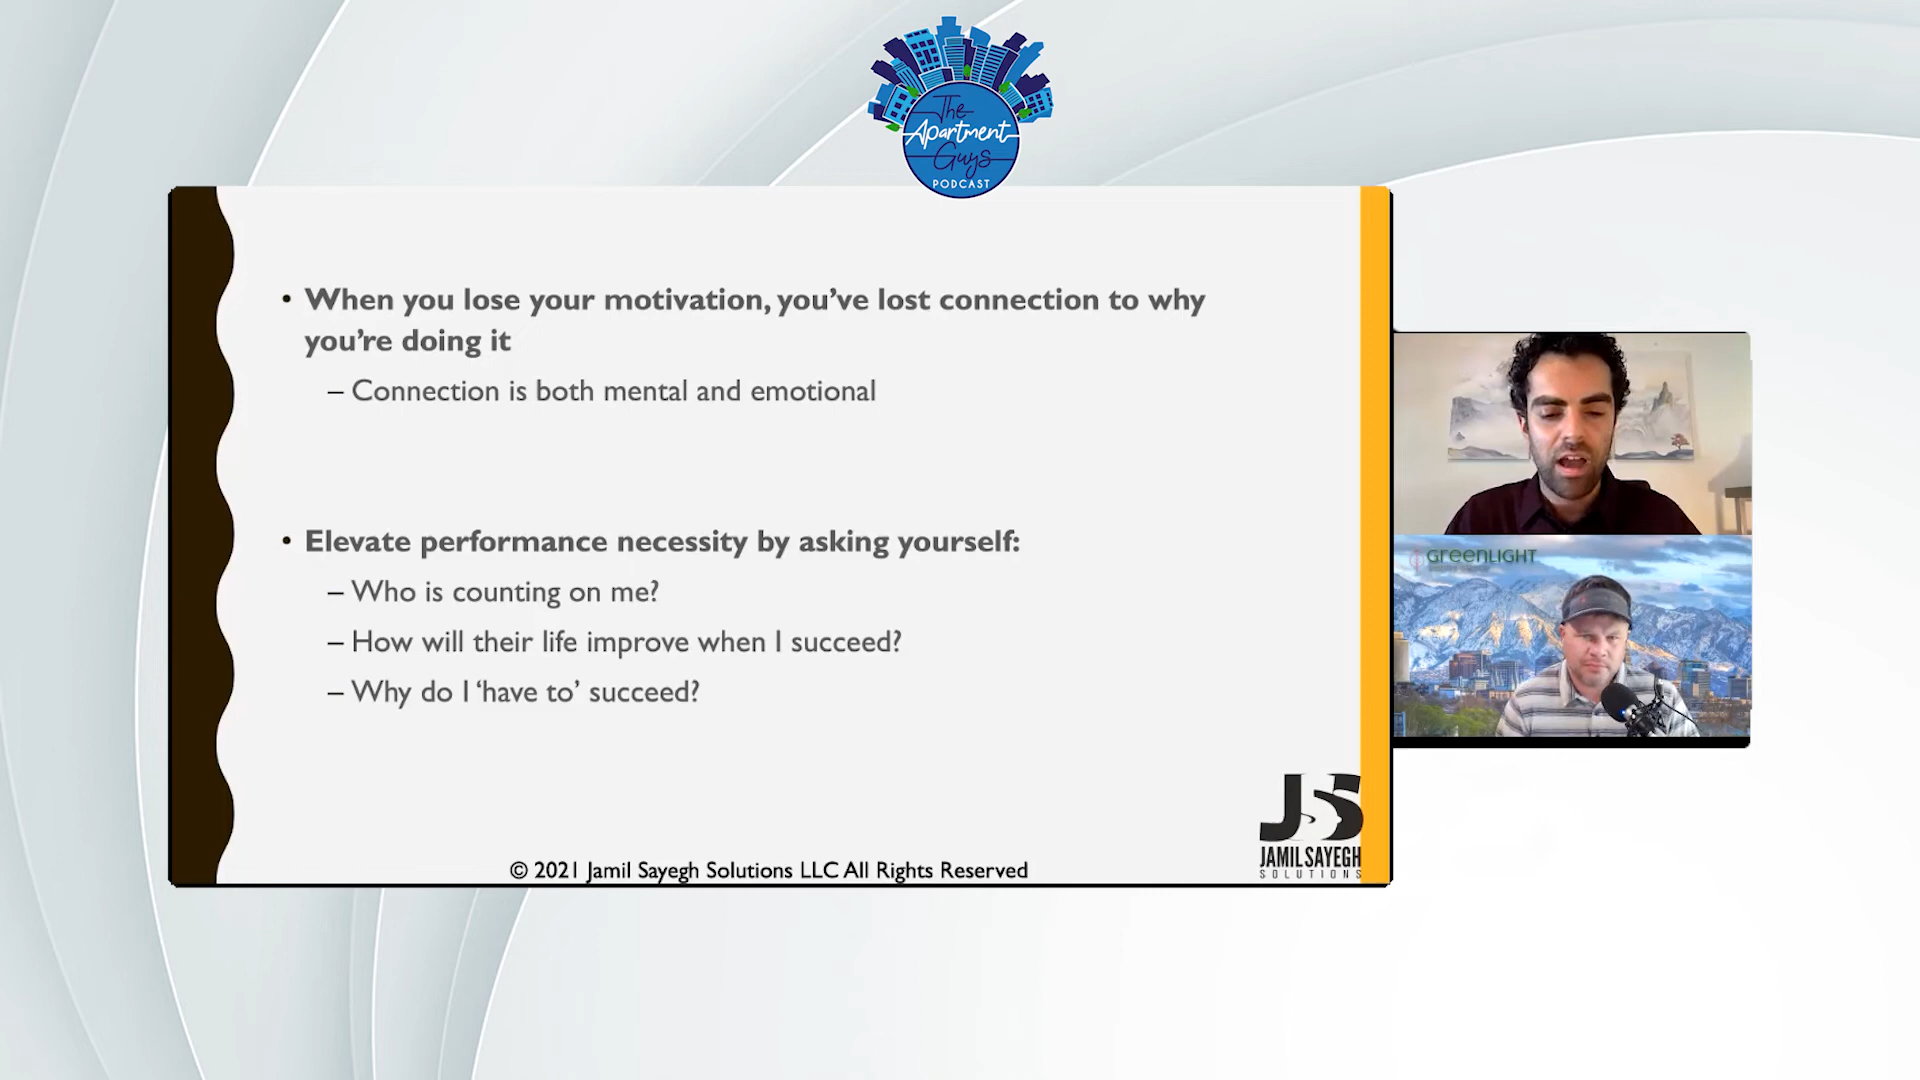 The
Apartment
Guys
PODCAST
• When you lose your motivation, you’ve lost connection to why
you’re doing it
– Connection is both mental and emotional
• Elevate performance necessity by asking yourself:
– Who is counting on me?
– How will their life improve when I succeed?
– Why do I ‘have to’ succeed?
GreenLIGHT
JSS
JAMIL SAYEGH
SOLUTIONS
© 2021 Jamil Sayegh Solutions LLC All Rights Reserved